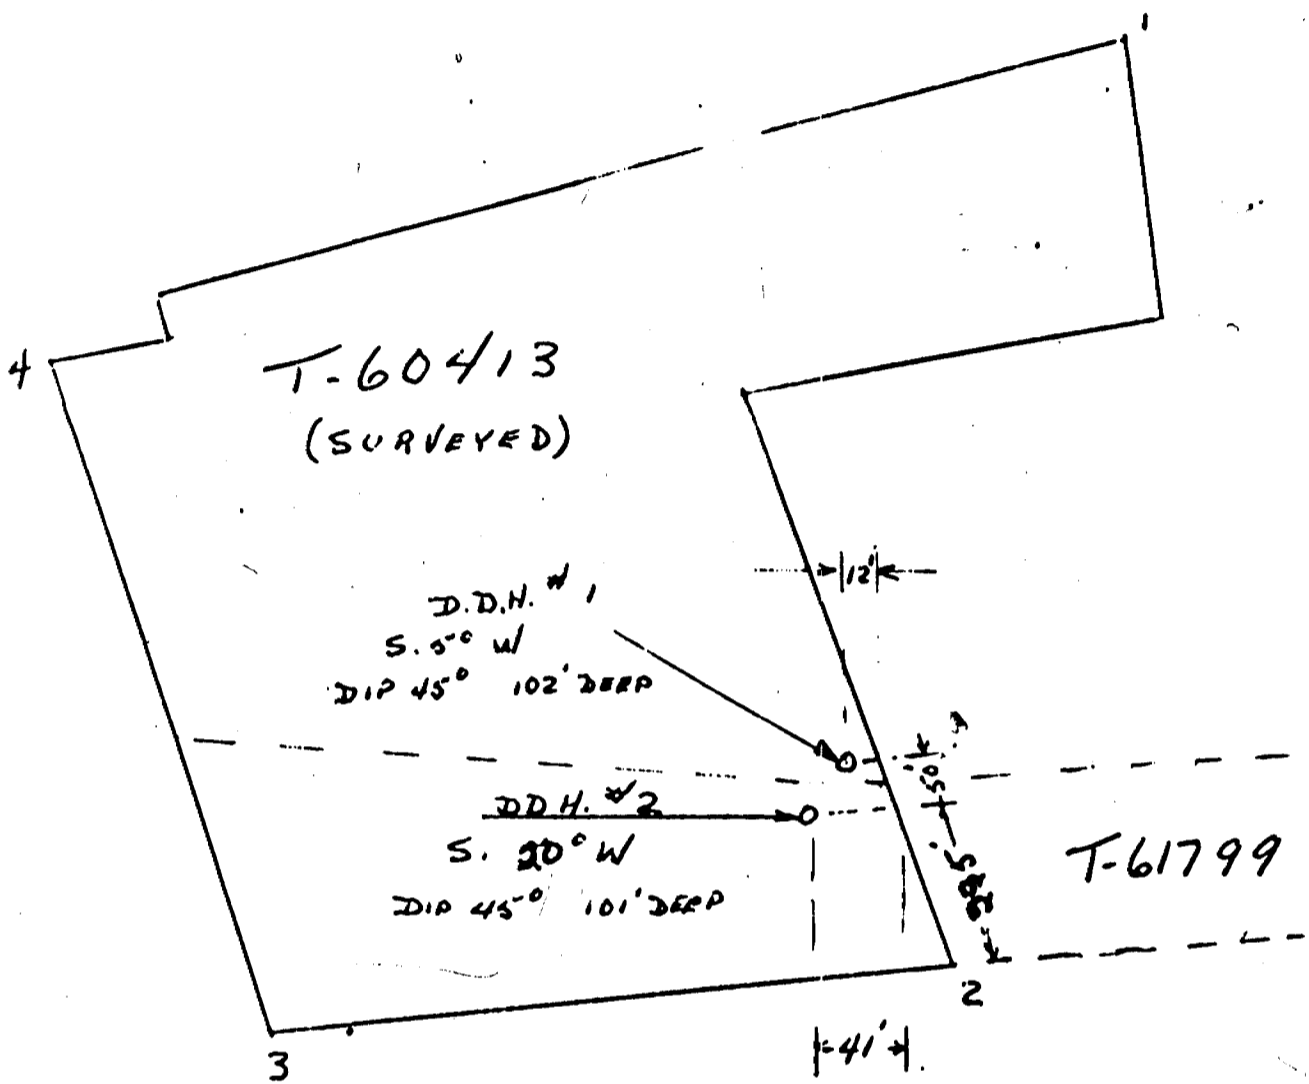 1
4
T-60413
(SURVEYED)
12'
D.D.H. #1
S. 5° W
DIP 45° 102' DEEP
50'
DDH. #2
S. 20° W
DIP 45° 101' DEEP
T-61799
2
3
41'